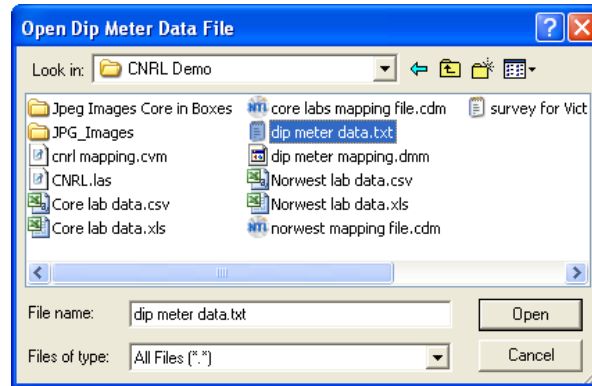 Open Dip Meter Data File
Look in: CNRL Demo
Jpeg Images Core in Boxes
JPG_Images
cnrl mapping.cvm
CNRL.las
Core lab data.csv
Core lab data.xls
core labs mapping file.cdm
dip meter data.txt
dip meter mapping.dmm
Norwest lab data.csv
Norwest lab data.xls
norwest mapping file.cdm
survey for Vict
File name: dip meter data.txt
Open
Files of type: All Files (*.*)
Cancel